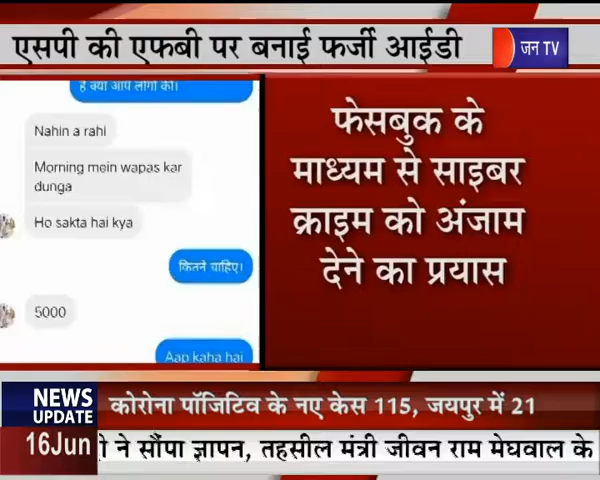 एसपी की एफबी पर बनाई फर्जी आईडी
जन TV
है क्या आप लोगों की।
Nahin a rahi
Morning mein wapas kar
dunga
Ho sakta hai kya
कितने चाहिए।
5000
Aap kaha hai
फेसबुक के
माध्यम से साइबर
क्राइम को अंजाम
देने का प्रयास
NEWS
UPDATE
कोरोना पॉजिटिव के नए केस 115, जयपुर में 21
16Jun
ने सौंपा ज्ञापन, तहसील मंत्री जीवन राम मेघवाल के